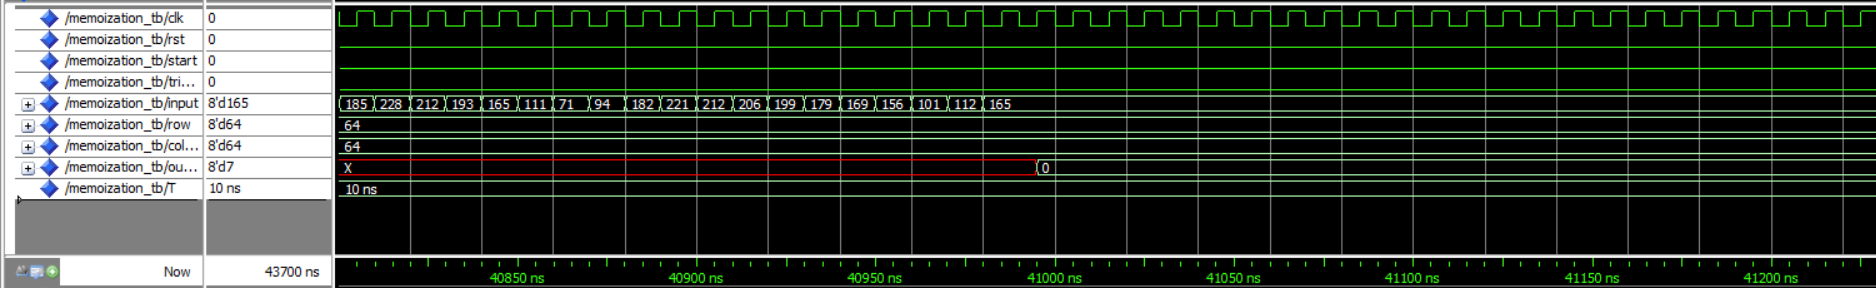 /memoization_tb/clk 0
/memoization_tb/rst 0
/memoization_tb/start 0
/memoization_tb/tri... 0
/memoization_tb/input 8'd165 185 228 212 193 165 111 71 94 182 221 212 206 199 179 169 156 101 112 165
/memoization_tb/row 8'd64 64
/memoization_tb/col... 8'd64 64
/memoization_tb/ou... 8'd7 X 0
/memoization_tb/T 10 ns 10 ns
Now 43700 ns 40850 ns 40900 ns 40950 ns 41000 ns 41050 ns 41100 ns 41150 ns 41200 ns